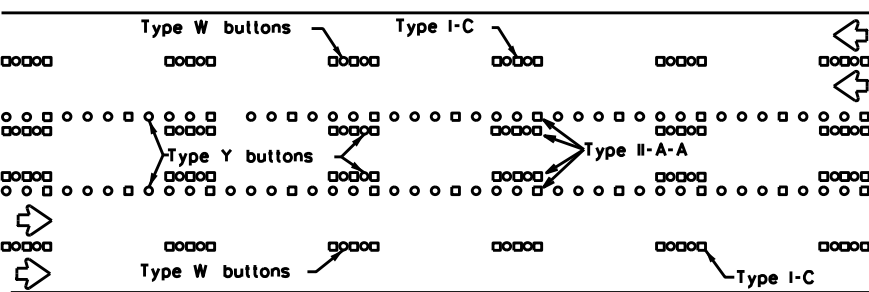 Type W buttons
Type I-C
Type Y buttons
Type II-A-A
Type W buttons
Type I-C